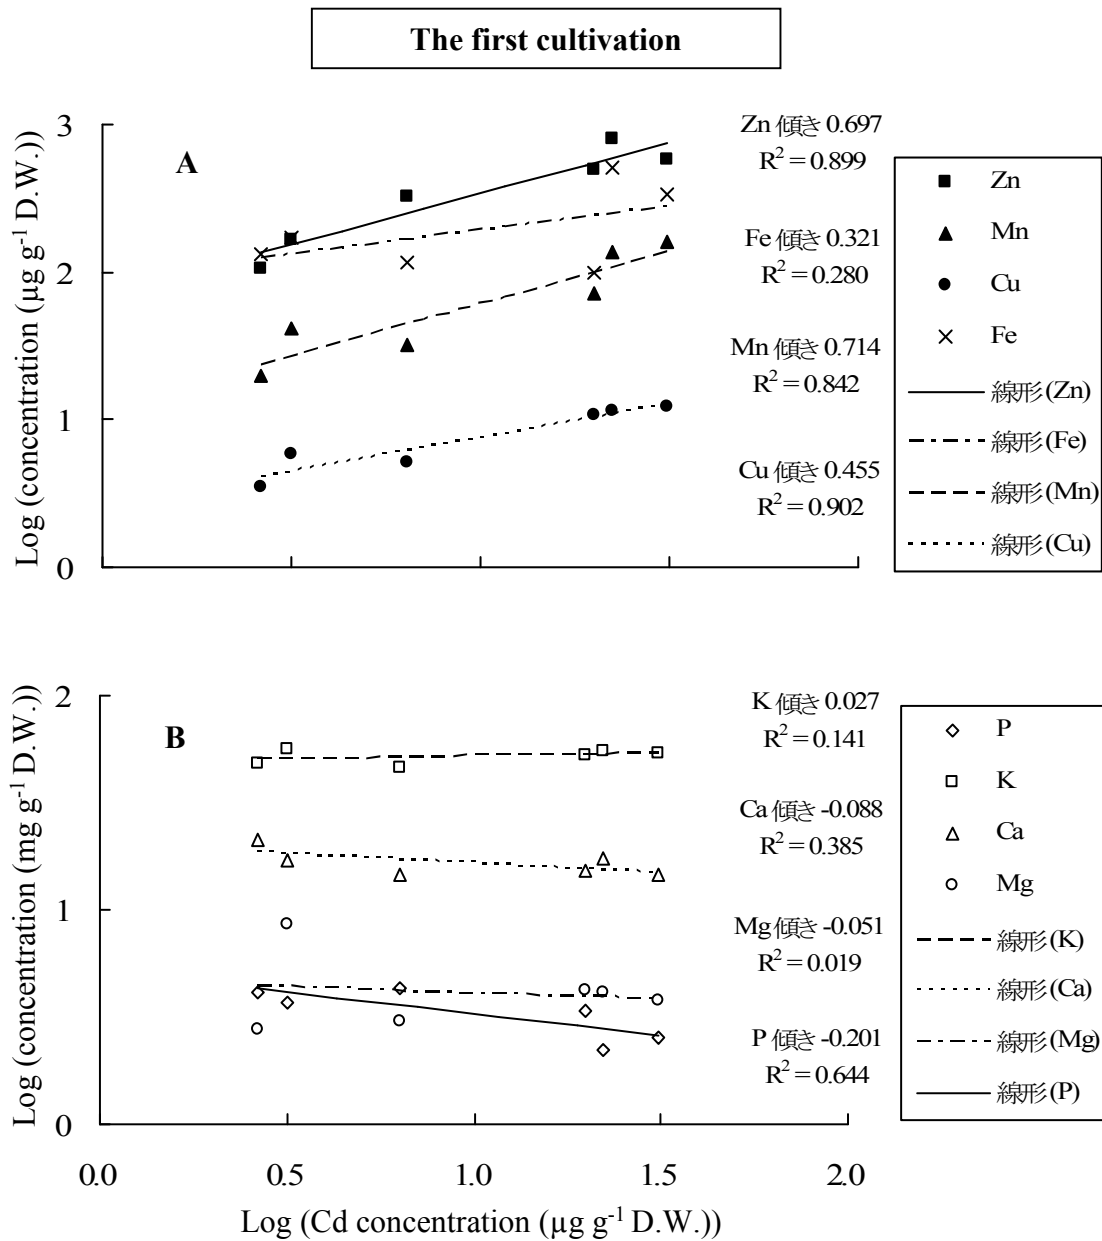 The first cultivation
A
Log (concentration (µg g⁻¹ D.W.))
3
2
1
0
Zn 傾き 0.697
R² = 0.899
Fe 傾き 0.321
R² = 0.280
Mn 傾き 0.714
R² = 0.842
Cu 傾き 0.455
R² = 0.902
Zn
Mn
Cu
Fe
線形 (Zn)
線形 (Fe)
線形 (Mn)
線形 (Cu)
B
Log (concentration (mg g⁻¹ D.W.))
2
1
0
K 傾き 0.027
R² = 0.141
Ca 傾き -0.088
R² = 0.385
Mg 傾き -0.051
R² = 0.019
P 傾き -0.201
R² = 0.644
P
K
Ca
Mg
線形 (K)
線形 (Ca)
線形 (Mg)
線形 (P)
0.0 0.5 1.0 1.5 2.0
Log (Cd concentration (µg g⁻¹ D.W.))